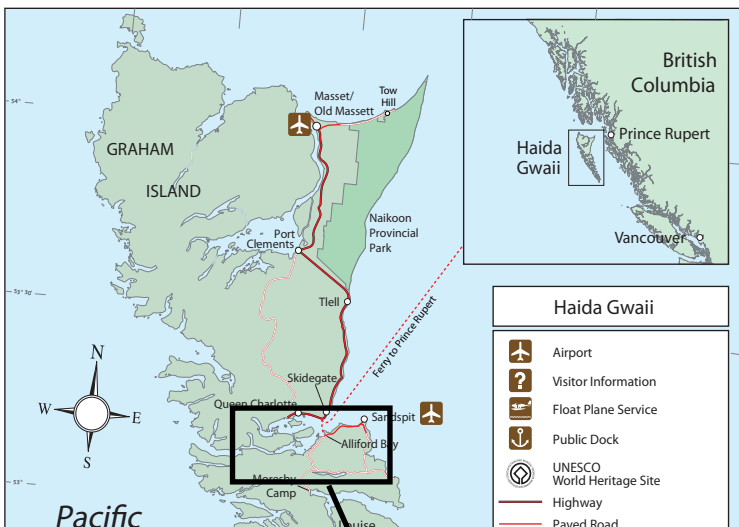 54°
Masset/
Old Massett
Tow
Hill
GRAHAM
ISLAND
Naikoon
Provincial
Park
Port
Clements
53° 30'
Tlell
Ferry to Prince Rupert
Skidegate
Queen Charlotte
Sandspit
Alliford Bay
N
W
E
S
53°
Moresby
Camp
Pacific
Louise
British
Columbia
Prince Rupert
Haida
Gwaii
Vancouver
Haida Gwaii
Airport
?
Visitor Information
Float Plane Service
Public Dock
UNESCO
World Heritage Site
Highway
Paved Road